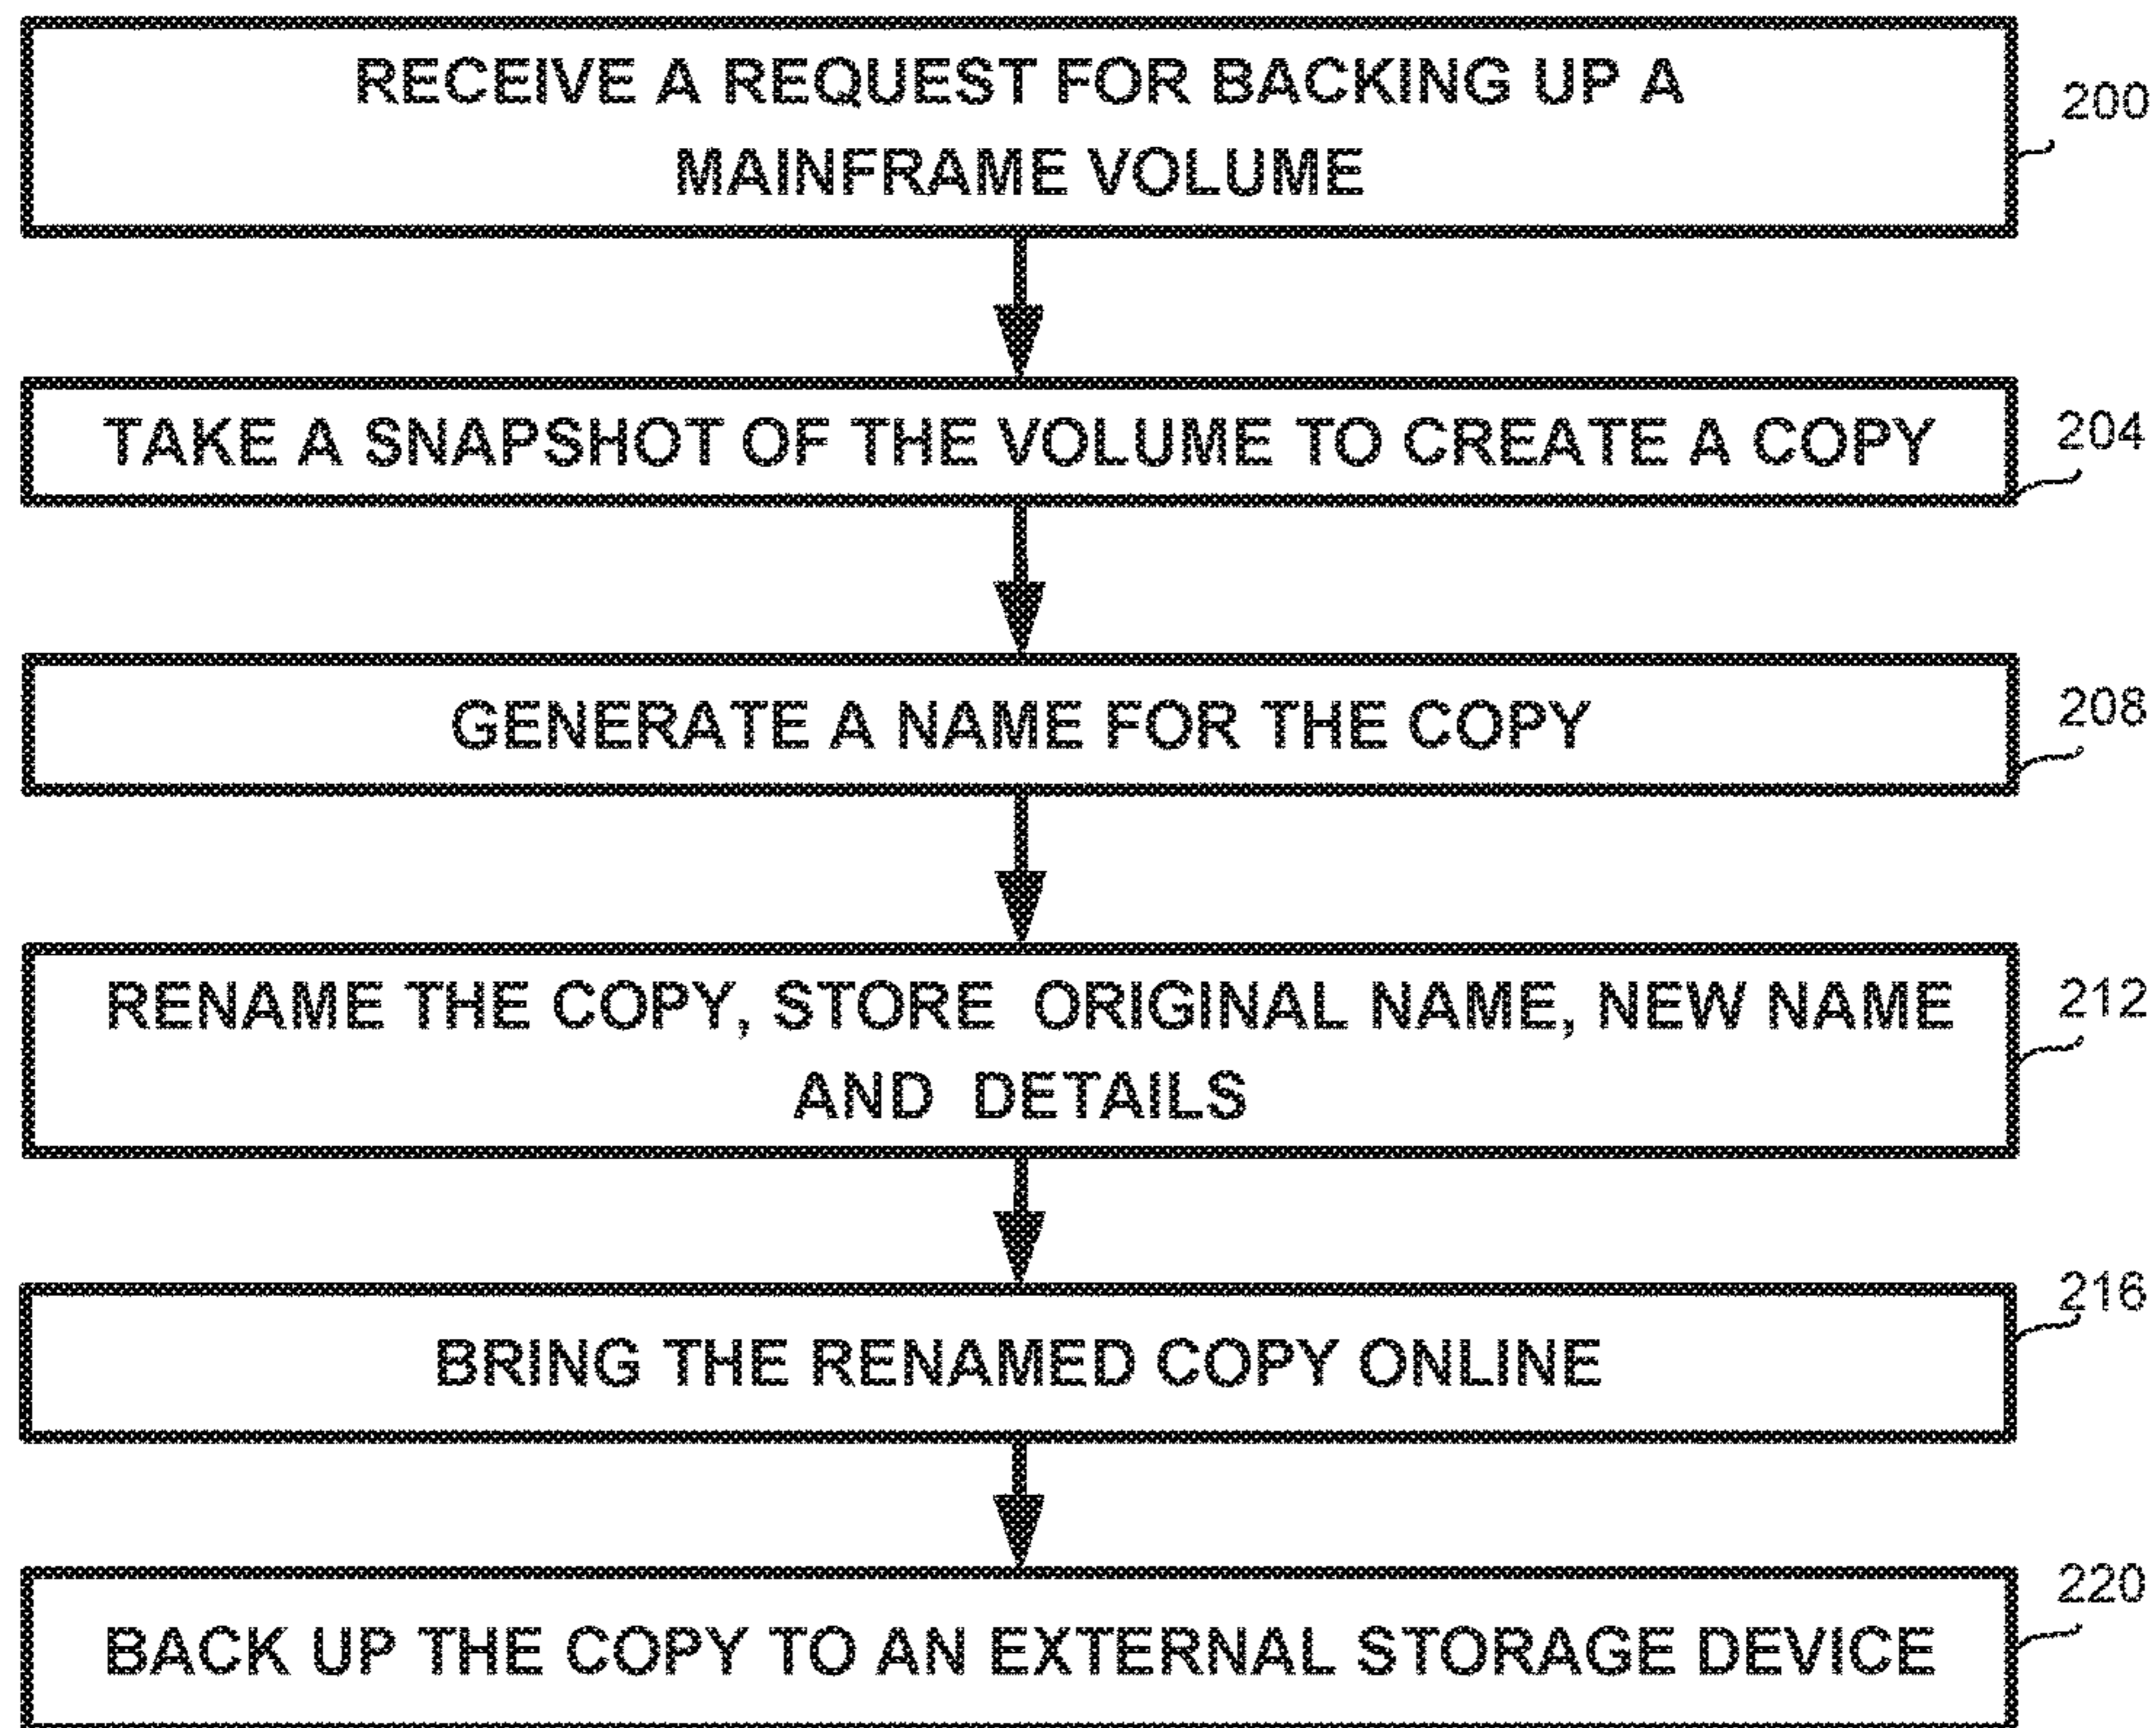 RECEIVE A REQUEST FOR BACKING UP A
MAINFRAME VOLUME
200
TAKE A SNAPSHOT OF THE VOLUME TO CREATE A COPY
204
GENERATE A NAME FOR THE COPY
208
RENAME THE COPY, STORE ORIGINAL NAME, NEW NAME
AND DETAILS
212
BRING THE RENAMED COPY ONLINE
216
BACK UP THE COPY TO AN EXTERNAL STORAGE DEVICE
220